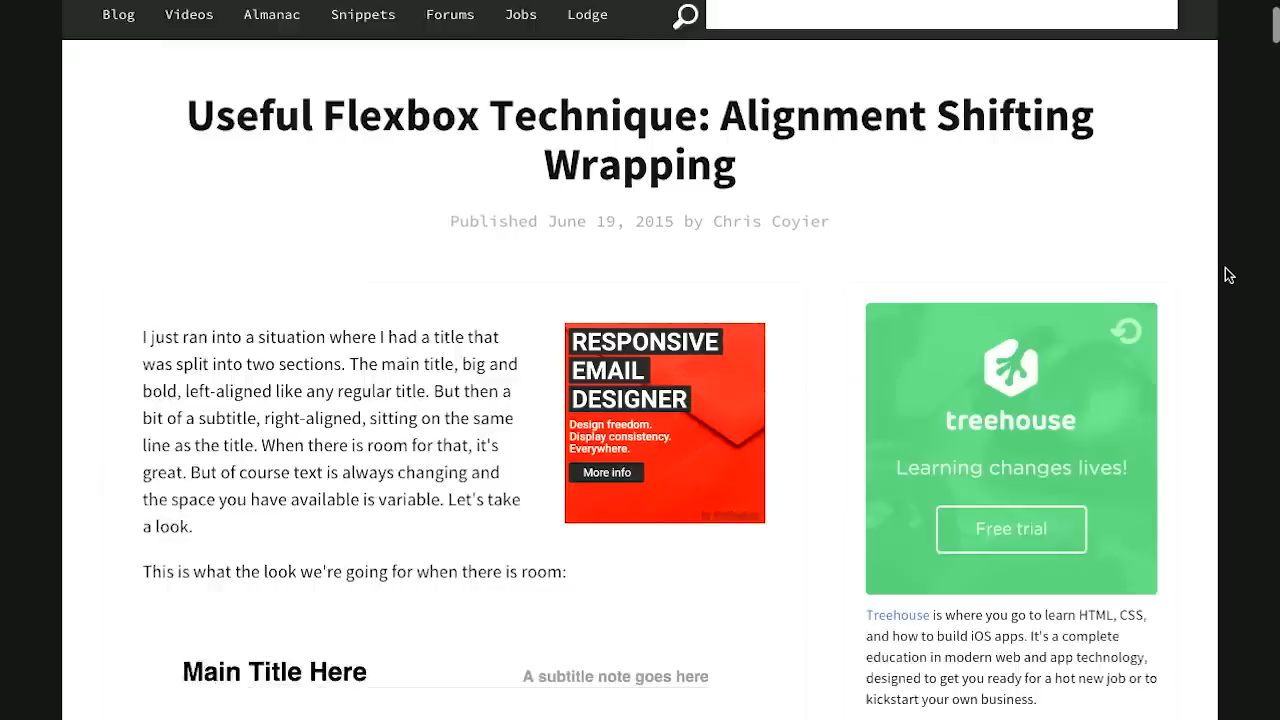 Blog Videos Almanac Snippets Forums Jobs Lodge
Useful Flexbox Technique: Alignment Shifting
Wrapping
Published June 19, 2015 by Chris Coyier
I just ran into a situation where I had a title that
was split into two sections. The main title, big and
bold, left-aligned like any regular title. But then a
bit of a subtitle, right-aligned, sitting on the same
line as the title. When there is room for that, it's
great. But of course text is always changing and
the space you have available is variable. Let's take
a look.
RESPONSIVE
EMAIL
DESIGNER
Design freedom.
Display consistency.
Everywhere.
More info
This is what the look we're going for when there is room:
Main Title Here
A subtitle note goes here
treehouse
Learning changes lives!
Free trial
Treehouse is where you go to learn HTML, CSS,
and how to build iOS apps. It's a complete
education in modern web and app technology,
designed to get you ready for a hot new job or to
kickstart your own business.